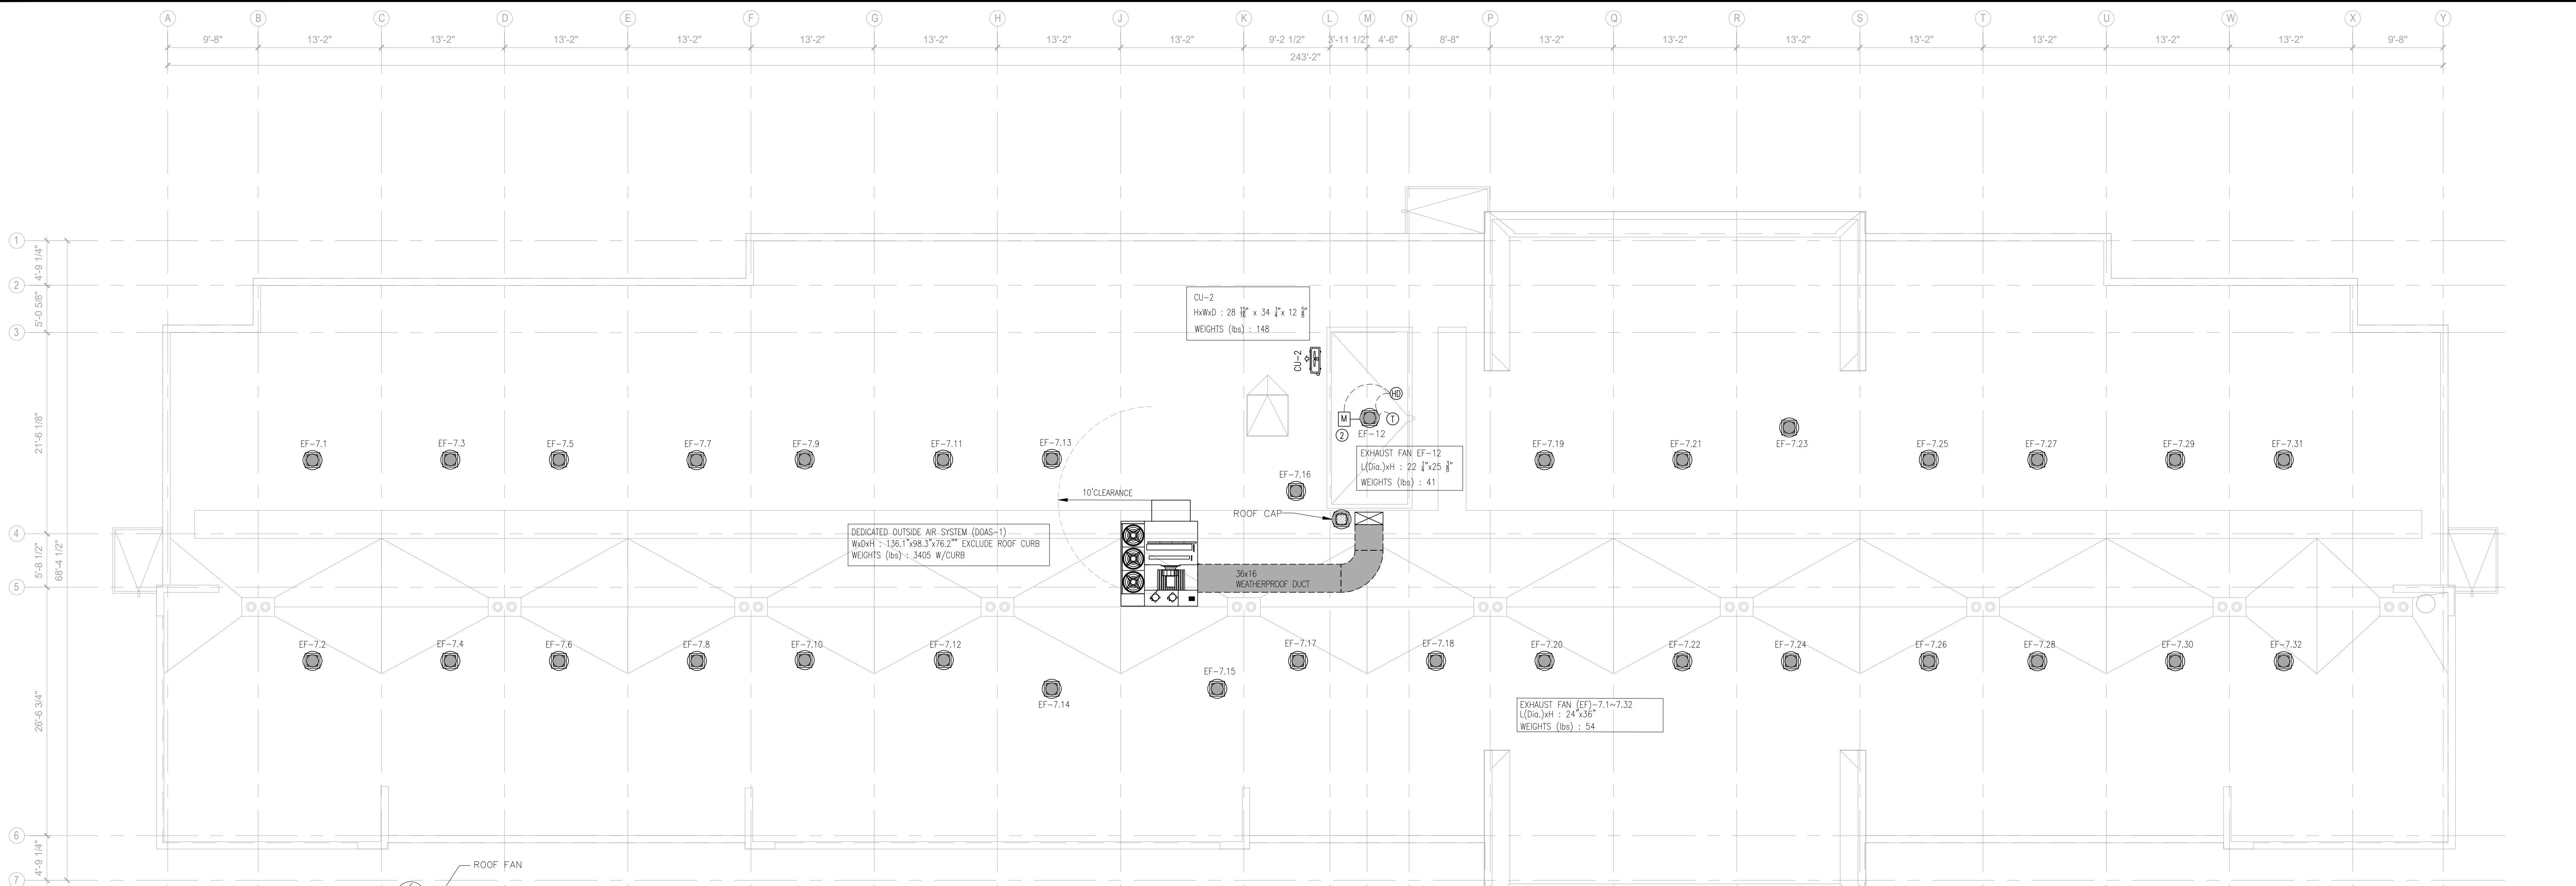 A B C D E F G H J K L M N P Q R S T U W X Y
9'-8" 13'-2" 13'-2" 13'-2" 13'-2" 13'-2" 13'-2" 13'-2" 13'-2" 9'-2 1/2" 3'-11 1/2" 4'-6" 8'-8" 13'-2" 13'-2" 13'-2" 13'-2" 13'-2" 13'-2" 13'-2" 9'-8"
243'-2"
1
4'-9 1/4"
2
5'-0 5/8"
3
21'-6 1/8"
4
5'-8 1/2"
68'-4 1/2"
5
26'-6 3/4"
6
4'-9 1/4"
7
CU-2
HxWxD : 28 15/16" x 34 1/4"x 12 5/8"
WEIGHTS (lbs) : 148
CU-2
M
HD
T
2
EF-12
EXHAUST FAN EF-12
WEIGHTS (lbs) : 41
EF-7.1
EF-7.3
EF-7.5
EF-7.7
EF-7.9
EF-7.11
EF-7.13
EF-7.16
EF-7.19
EF-7.21
EF-7.23
EF-7.25
EF-7.27
EF-7.29
EF-7.31
10'CLEARANCE
ROOF CAP
DEDICATED OUTSIDE AIR SYSTEM (DOAS-1)
WxDxH : 136.1"x98.3"x76.2"" EXCLUDE ROOF CURB
WEIGHTS (lbs) : 3405 W/CURB
36x16
WEATHERPROOF DUCT
EF-7.2
EF-7.4
EF-7.6
EF-7.8
EF-7.10
EF-7.12
EF-7.14
EF-7.15
EF-7.17
EF-7.18
EF-7.20
EF-7.22
EF-7.24
EF-7.26
EF-7.28
EF-7.30
EF-7.32
EXHAUST FAN (EF)-7.1~7.32
L(Dia.)xH : 24"x36"
WEIGHTS (lbs) : 54
ROOF FAN